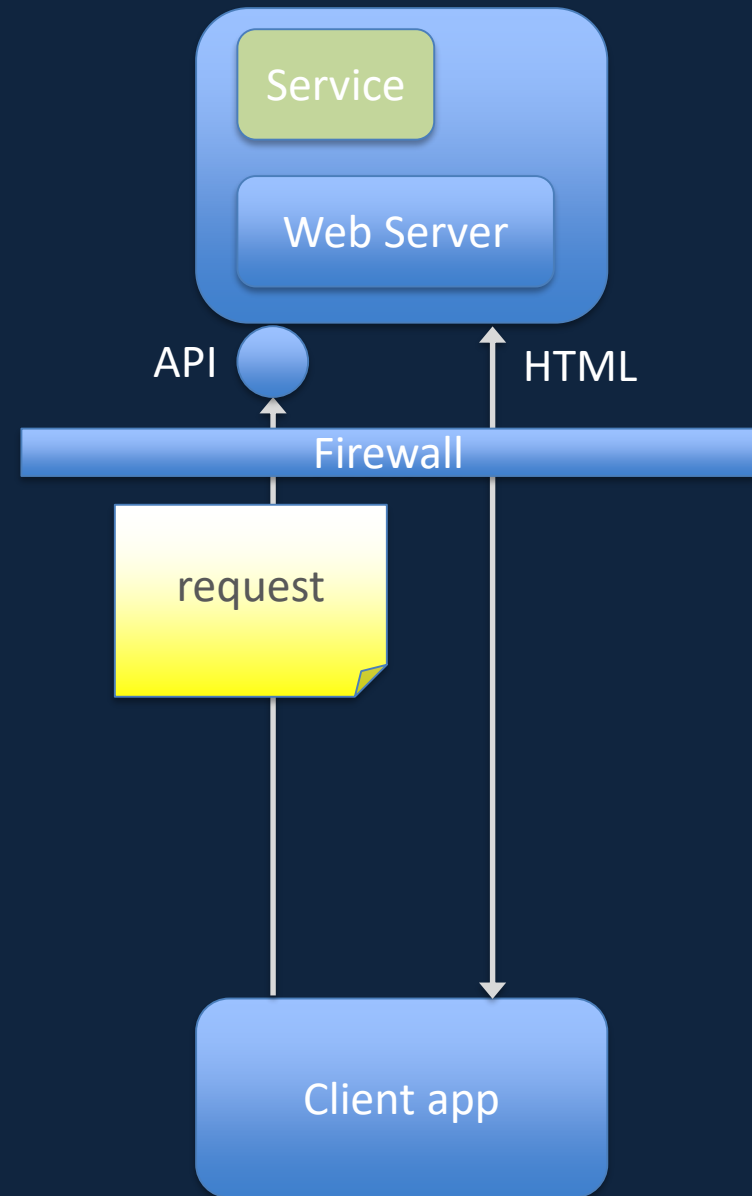 Service
Web Server
API
HTML
Firewall
request
Client app